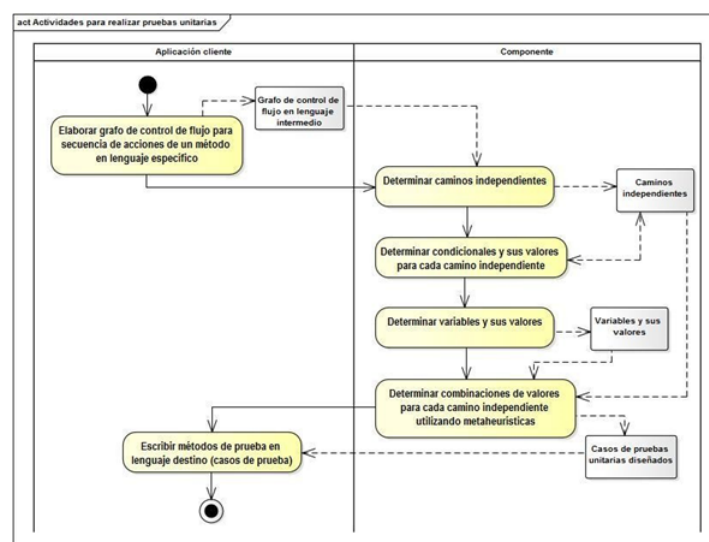 act Actividades para realizar pruebas unitarias
Aplicación cliente
Componente
Grafo de control de
flujo en lenguaje
intermedio
Elaborar grafo de control de flujo para
secuencia de acciones de un método
en lenguaje especifico
Determinar caminos independientes
Caminos
independientes
Determinar condicionales y sus valores
para cada camino independiente
Determinar variables y sus valores
Variables y sus
valores
Determinar combinaciones de valores
para cada camino independiente
utilizando metaheurísticas
Escribir métodos de prueba en
lenguaje destino (casos de prueba)
Casos de pruebas
unitarias diseñados